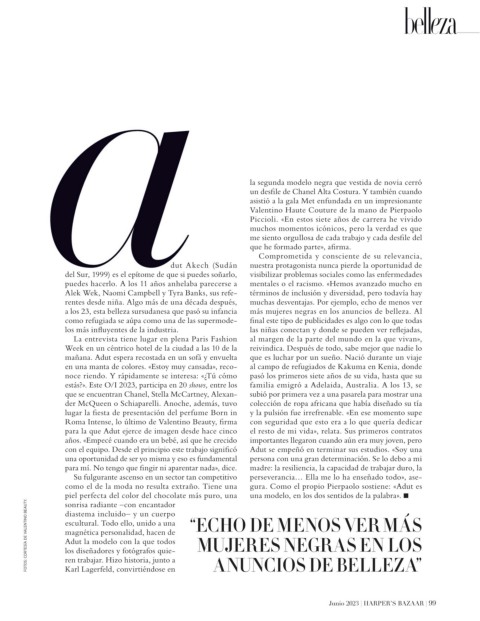 belleza
a
dut Akech (Sudán
del Sur, 1999) es el epítome de que si puedes soñarlo,
puedes hacerlo. A los 11 años anhelaba parecerse a
Alek Wek, Naomi Campbell y Tyra Banks, sus refe-
rentes desde niña. Algo más de una década después,
a los 23, esta belleza sursudanesa que pasó su infancia
como refugiada se aúpa como una de las supermode-
los más influyentes de la industria.
La entrevista tiene lugar en plena Paris Fashion
Week en un céntrico hotel de la ciudad a las 10 de la
mañana. Adut espera recostada en un sofá y envuelta
en una manta de colores. «Estoy muy cansada», reco-
noce riendo. Y rápidamente se interesa: «¿Tú cómo
estás?». Este O/I 2023, participa en 20 shows, entre los
que se encuentran Chanel, Stella McCartney, Alexan-
der McQueen o Schiaparelli. Anoche, además, tuvo
lugar la fiesta de presentación del perfume Born in
Roma Intense, lo último de Valentino Beauty, firma
para la que Adut ejerce de imagen desde hace cinco
años. «Empecé cuando era un bebé, así que he crecido
con el equipo. Desde el principio este trabajo significó
una oportunidad de ser yo misma y eso es fundamental
para mí. No tengo que fingir ni aparentar nada», dice.
Su fulgurante ascenso en un sector tan competitivo
como el de la moda no resulta extraño. Tiene una
piel perfecta del color del chocolate más puro, una
sonrisa radiante –con encantador
diastema incluido– y un cuerpo
escultural. Todo ello, unido a una
magnética personalidad, hacen de
Adut la modelo con la que todos
los diseñadores y fotógrafos quie-
ren trabajar. Hizo historia, junto a
Karl Lagerfeld, convirtiéndose en
la segunda modelo negra que vestida de novia cerró
un desfile de Chanel Alta Costura. Y también cuando
asistió a la gala Met enfundada en un impresionante
Valentino Haute Couture de la mano de Pierpaolo
Piccioli. «En estos siete años de carrera he vivido
muchos momentos icónicos, pero la verdad es que
me siento orgullosa de cada trabajo y cada desfile del
que he formado parte», afirma.
Comprometida y consciente de su relevancia,
nuestra protagonista nunca pierde la oportunidad de
visibilizar problemas sociales como las enfermedades
mentales o el racismo. «Hemos avanzado mucho en
términos de inclusión y diversidad, pero todavía hay
muchas desventajas. Por ejemplo, echo de menos ver
más mujeres negras en los anuncios de belleza. Al
final este tipo de publicidades es algo con lo que todas
las niñas conectan y donde se pueden ver reflejadas,
al margen de la parte del mundo en la que vivan»,
reivindica. Después de todo, sabe mejor que nadie lo
que es luchar por un sueño. Nació durante un viaje
al campo de refugiados de Kakuma en Kenia, donde
pasó los primeros siete años de su vida, hasta que su
familia emigró a Adelaida, Australia. A los 13, se
subió por primera vez a una pasarela para mostrar una
colección de ropa africana que había diseñado su tía
y la pulsión fue irrefrenable. «En ese momento supe
con seguridad que esto era a lo que quería dedicar
el resto de mi vida», relata. Sus primeros contratos
importantes llegaron cuando aún era muy joven, pero
Adut se empeñó en terminar sus estudios. «Soy una
persona con una gran determinación. Se lo debo a mi
madre: la resiliencia, la capacidad de trabajar duro, la
perseverancia… Ella me lo ha enseñado todo», ase-
gura. Como el propio Pierpaolo sostiene: «Adut es
una modelo, en los dos sentidos de la palabra». ■
“ECHO DE MENOS VER MÁS
MUJERES NEGRAS EN LOS
ANUNCIOS DE BELLEZA”
FOTOS: CORTESÍA DE VALENTINO BEAUTY.
Junio 2023 | HARPER'S BAZAAR | 99